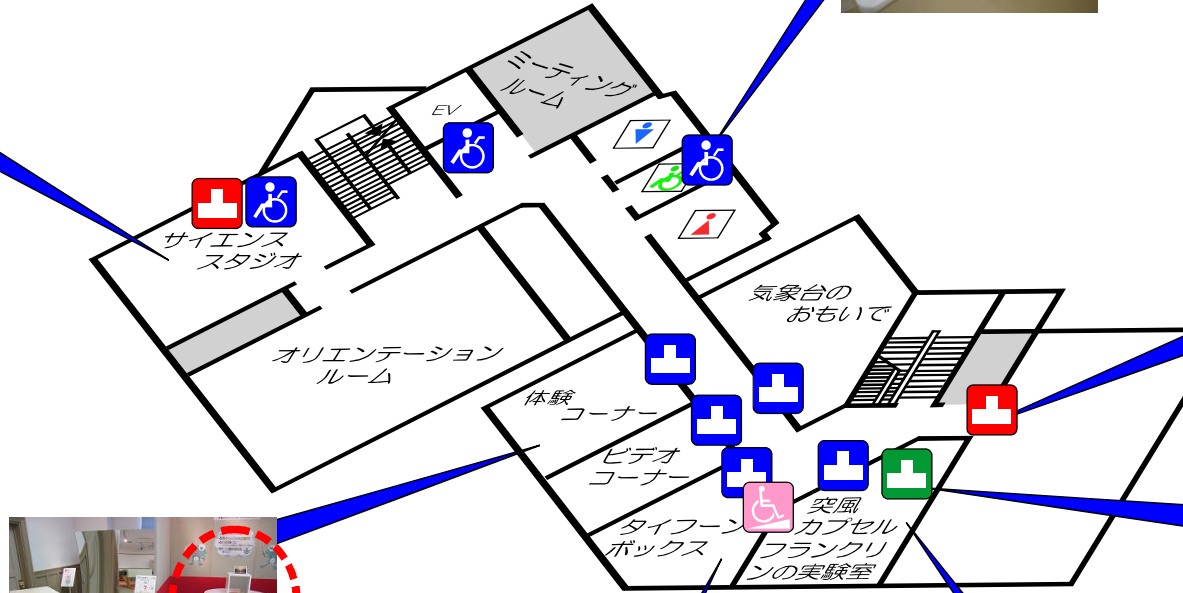 ミーティング
ルーム
EV
サイエンス
スタジオ
気象台の
おもいで
オリエンテーション
ルーム
体験
コーナー
ビデオ
コーナー
タイフーン
ボックス
突風
カプセル
フランクリ
ンの実験室